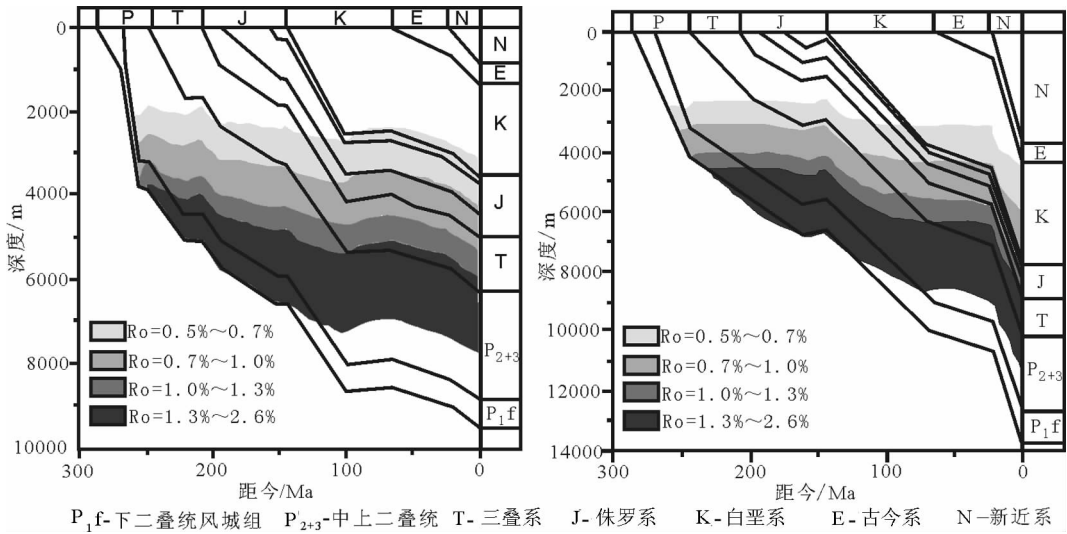 P T J K E N
0
2000
4000
6000
8000
10000
深度/m
N
E
K
J
T
P2+3
P1f
Ro=0.5%～0.7%
Ro=0.7%～1.0%
Ro=1.0%～1.3%
Ro=1.3%～2.6%
300 200 100 0
距今/Ma
P T J K E N
0
2000
4000
6000
8000
10000
12000
14000
深度/m
N
E
K
J
T
P2+3
P1f
Ro=0.5%～0.7%
Ro=0.7%～1.0%
Ro=1.0%～1.3%
Ro=1.3%～2.6%
300 200 100 0
距今/Ma
P1f-下二叠统风城组 P2+3-中上二叠统 T-三叠系 J-侏罗系 K-白垩系 E-古今系 N-新近系